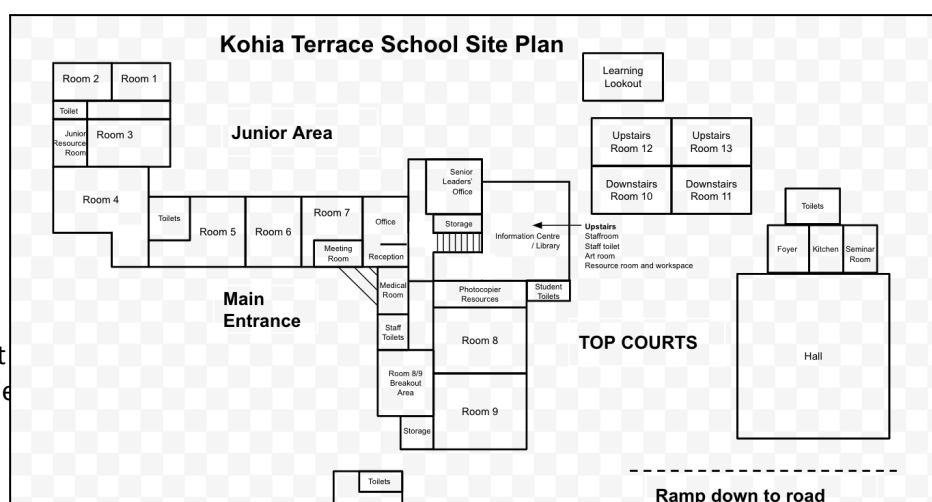 Kohia Terrace School Site Plan
Learning
Lookout
Room 2
Room 1
Toilet
Junior
Resource
Room
Room 3
Junior Area
Upstairs
Room 12
Upstairs
Room 13
Downstairs
Room 10
Downstairs
Room 11
Room 4
Toilets
Room 5
Room 6
Room 7
Meeting
Room
Office
Reception
Senior
Leaders'
Office
Storage
Information Centre
/ Library
Upstairs
Staffroom
Staff toilet
Art room
Resource room and workspace
Toilets
Foyer
Kitchen
Seminar
Room
Hall
Main
Entrance
Medical
Room
Staff
Toilets
Photocopier
Resources
Student
Toilets
Room 8
TOP COURTS
Room 8/9
Breakout
Area
Room 9
Storage
Toilets
Ramp down to road
t
e